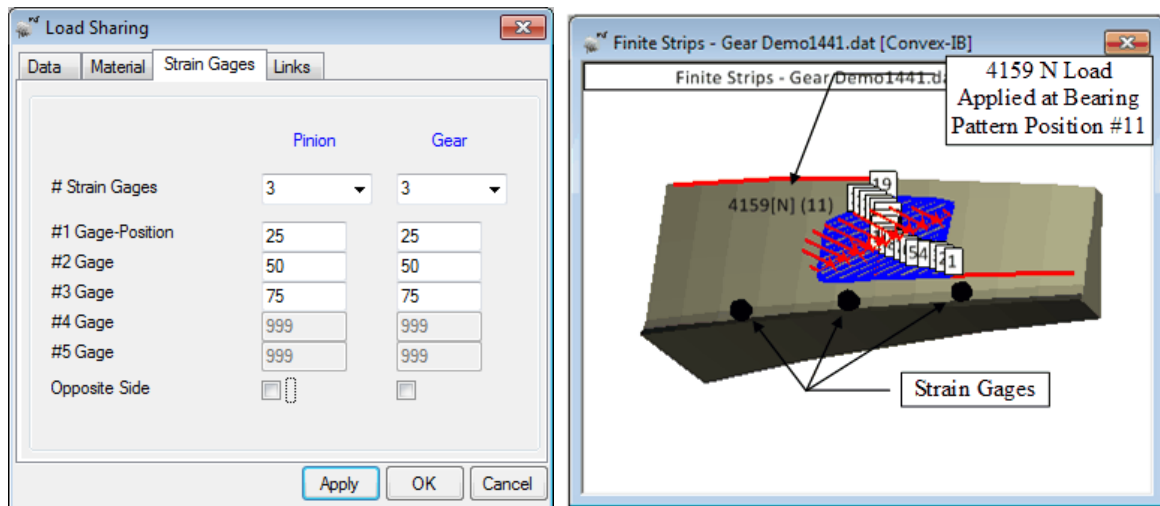 Load Sharing
Data Material Strain Gages Links
Pinion Gear
# Strain Gages 3 3
#1 Gage-Position 25 25
#2 Gage 50 50
#3 Gage 75 75
#4 Gage 999 999
#5 Gage 999 999
Opposite Side
Apply OK Cancel
Finite Strips - Gear Demo1441.dat [Convex-IB]
Finite Strips - Gear Demo1441.da
4159 N Load
Applied at Bearing
Pattern Position #11
19
4159[N] (11)
54 2 1
Strain Gages